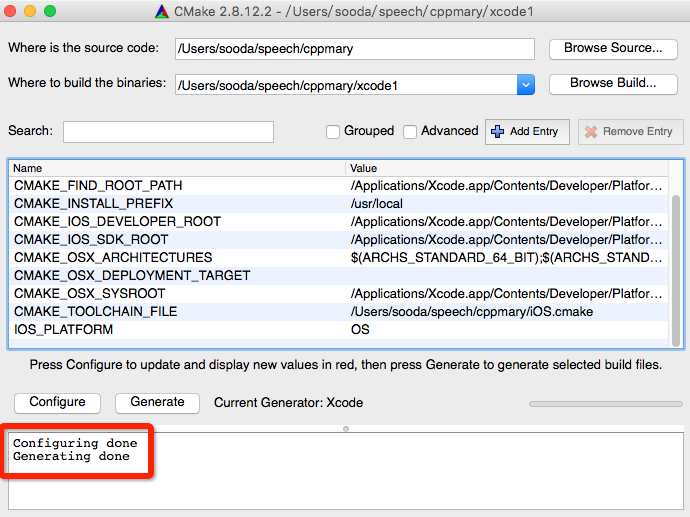 CMake 2.8.12.2 - /Users/sooda/speech/cppmary/xcode1
Where is the source code: /Users/sooda/speech/cppmary Browse Source...
Where to build the binaries: /Users/sooda/speech/cppmary/xcode1 Browse Build...
Search: Grouped Advanced Add Entry Remove Entry
Name Value
CMAKE_FIND_ROOT_PATH /Applications/Xcode.app/Contents/Developer/Platfor...
CMAKE_INSTALL_PREFIX /usr/local
CMAKE_IOS_DEVELOPER_ROOT /Applications/Xcode.app/Contents/Developer/Platfor...
CMAKE_IOS_SDK_ROOT /Applications/Xcode.app/Contents/Developer/Platfor...
CMAKE_OSX_ARCHITECTURES $(ARCHS_STANDARD_64_BIT);$(ARCHS_STAND...
CMAKE_OSX_DEPLOYMENT_TARGET
CMAKE_OSX_SYSROOT /Applications/Xcode.app/Contents/Developer/Platfor...
CMAKE_TOOLCHAIN_FILE /Users/sooda/speech/cppmary/iOS.cmake
IOS_PLATFORM OS
Press Configure to update and display new values in red, then press Generate to generate selected build files.
Configure Generate Current Generator: Xcode
Configuring done
Generating done